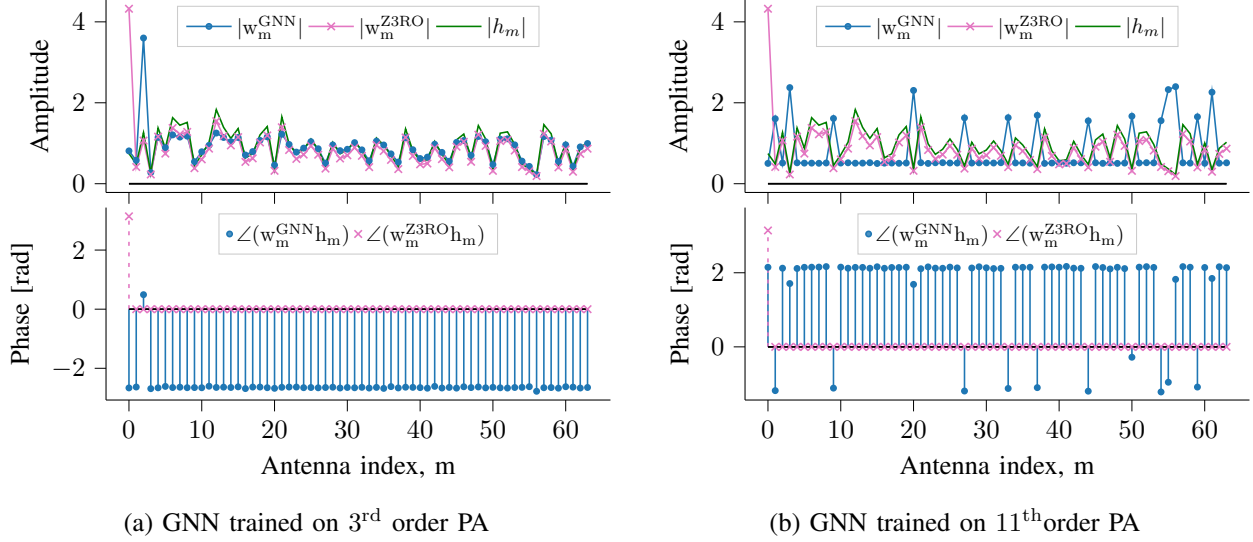 |w_m^GNN| |w_m^Z3RO| |h_m|
Amplitude
4
2
0
∠(w_m^GNN h_m) ∠(w_m^Z3RO h_m)
Phase [rad]
2
0
−2
0 10 20 30 40 50 60
Antenna index, m
(a) GNN trained on 3rd order PA
|w_m^GNN| |w_m^Z3RO| |h_m|
Amplitude
4
2
0
∠(w_m^GNN h_m) ∠(w_m^Z3RO h_m)
Phase [rad]
2
0
0 10 20 30 40 50 60
Antenna index, m
(b) GNN trained on 11thorder PA